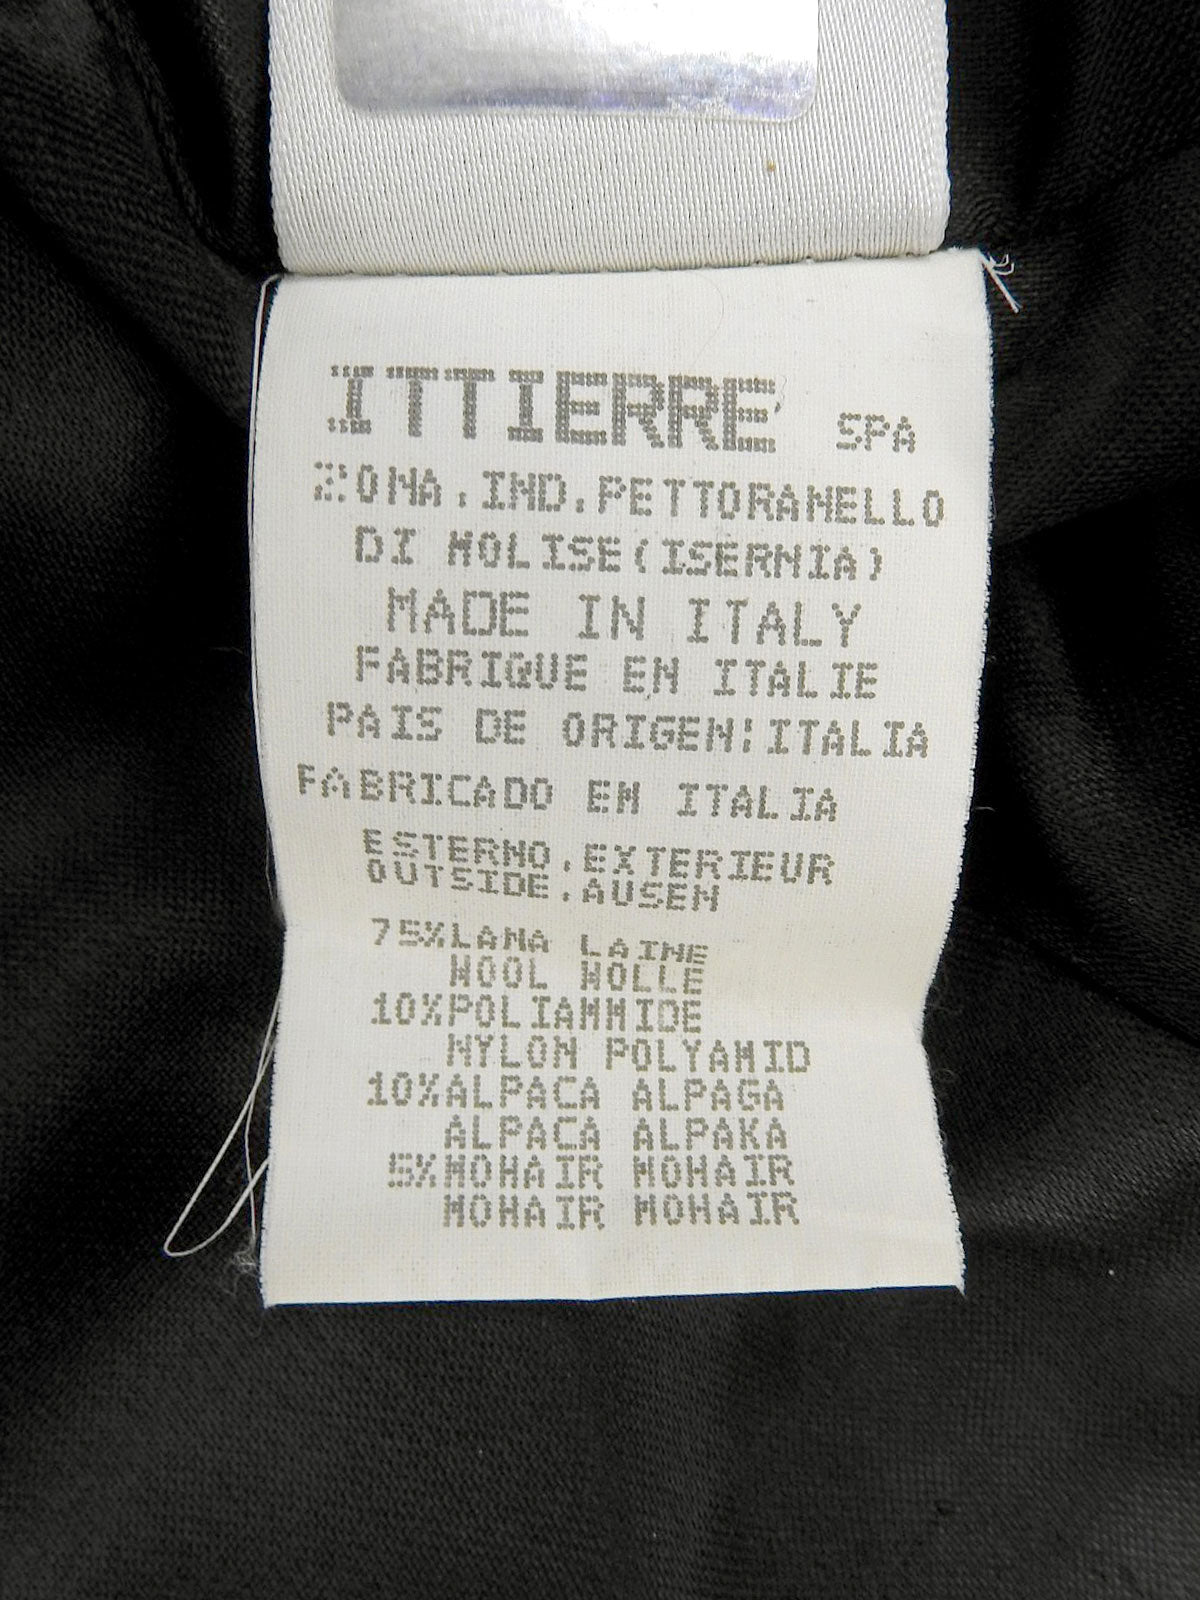 ITTIERRE SPA
ZONA.IND.PETTORANELLO
DI MOLISE(ISERNIA)
MADE IN ITALY
FABRIQUE EN ITALIE
PAIS DE ORIGEN:ITALIA
FABRICADO EN ITALIA
ESTERNO.EXTERIEUR
OUTSIDE.AUSEN
75%LANA LAINE
WOOL WOLLE
10%POLIAMMIDE
NYLON POLYAMID
10%ALPACA ALPAGA
ALPACA ALPAKA
5%MOHAIR MOHAIR
MOHAIR MOHAIR